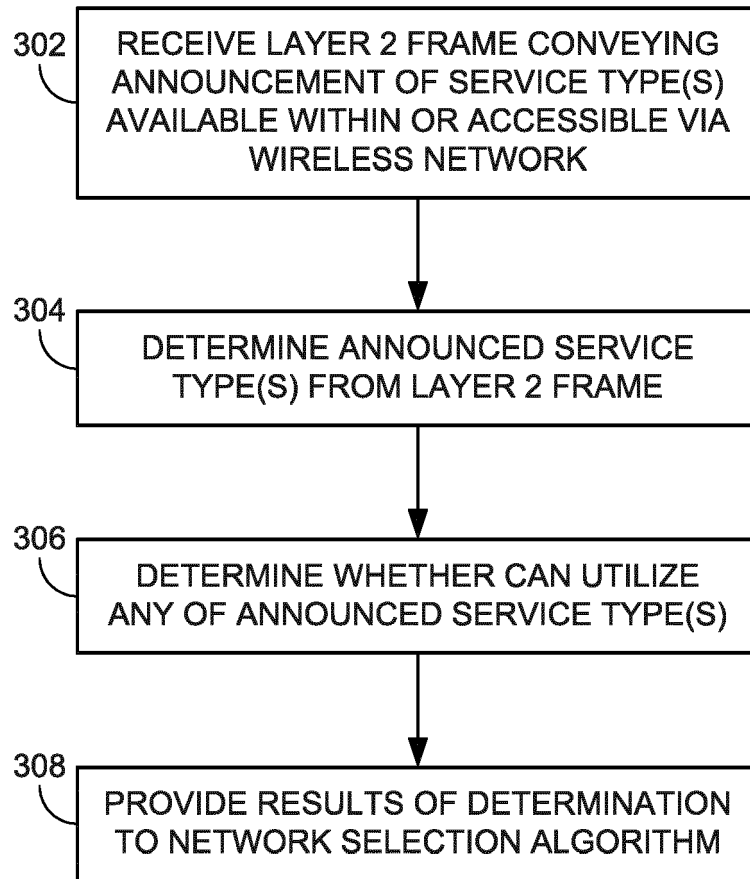 302
RECEIVE LAYER 2 FRAME CONVEYING
ANNOUNCEMENT OF SERVICE TYPE(S)
AVAILABLE WITHIN OR ACCESSIBLE VIA
WIRELESS NETWORK
304
DETERMINE ANNOUNCED SERVICE
TYPE(S) FROM LAYER 2 FRAME
306
DETERMINE WHETHER CAN UTILIZE
ANY OF ANNOUNCED SERVICE TYPE(S)
308
PROVIDE RESULTS OF DETERMINATION
TO NETWORK SELECTION ALGORITHM